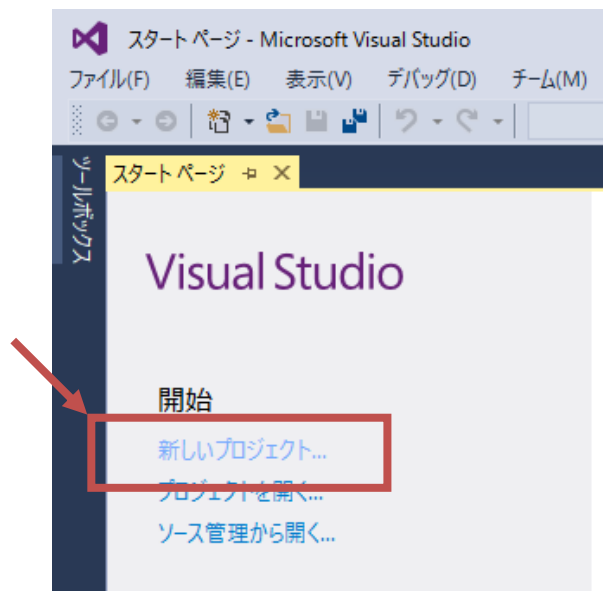 スタート ページ - Microsoft Visual Studio
ファイル(F) 編集(E) 表示(V) デバッグ(D) チーム(M)
ツールボックス
スタート ページ
Visual Studio
開始
新しいプロジェクト...
プロジェクトを開く...
ソース管理から開く...